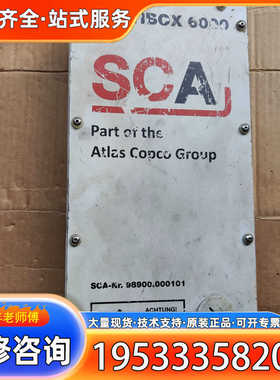 齐全·站式服务
IBCX 6000
SCA
Part of the
Atlas Copco Group
SCA-Nr. 98900.000101
ACHTUNG!
老师傅
大量现货·技术支持·原装正品·可开专票
修咨询
19533335820